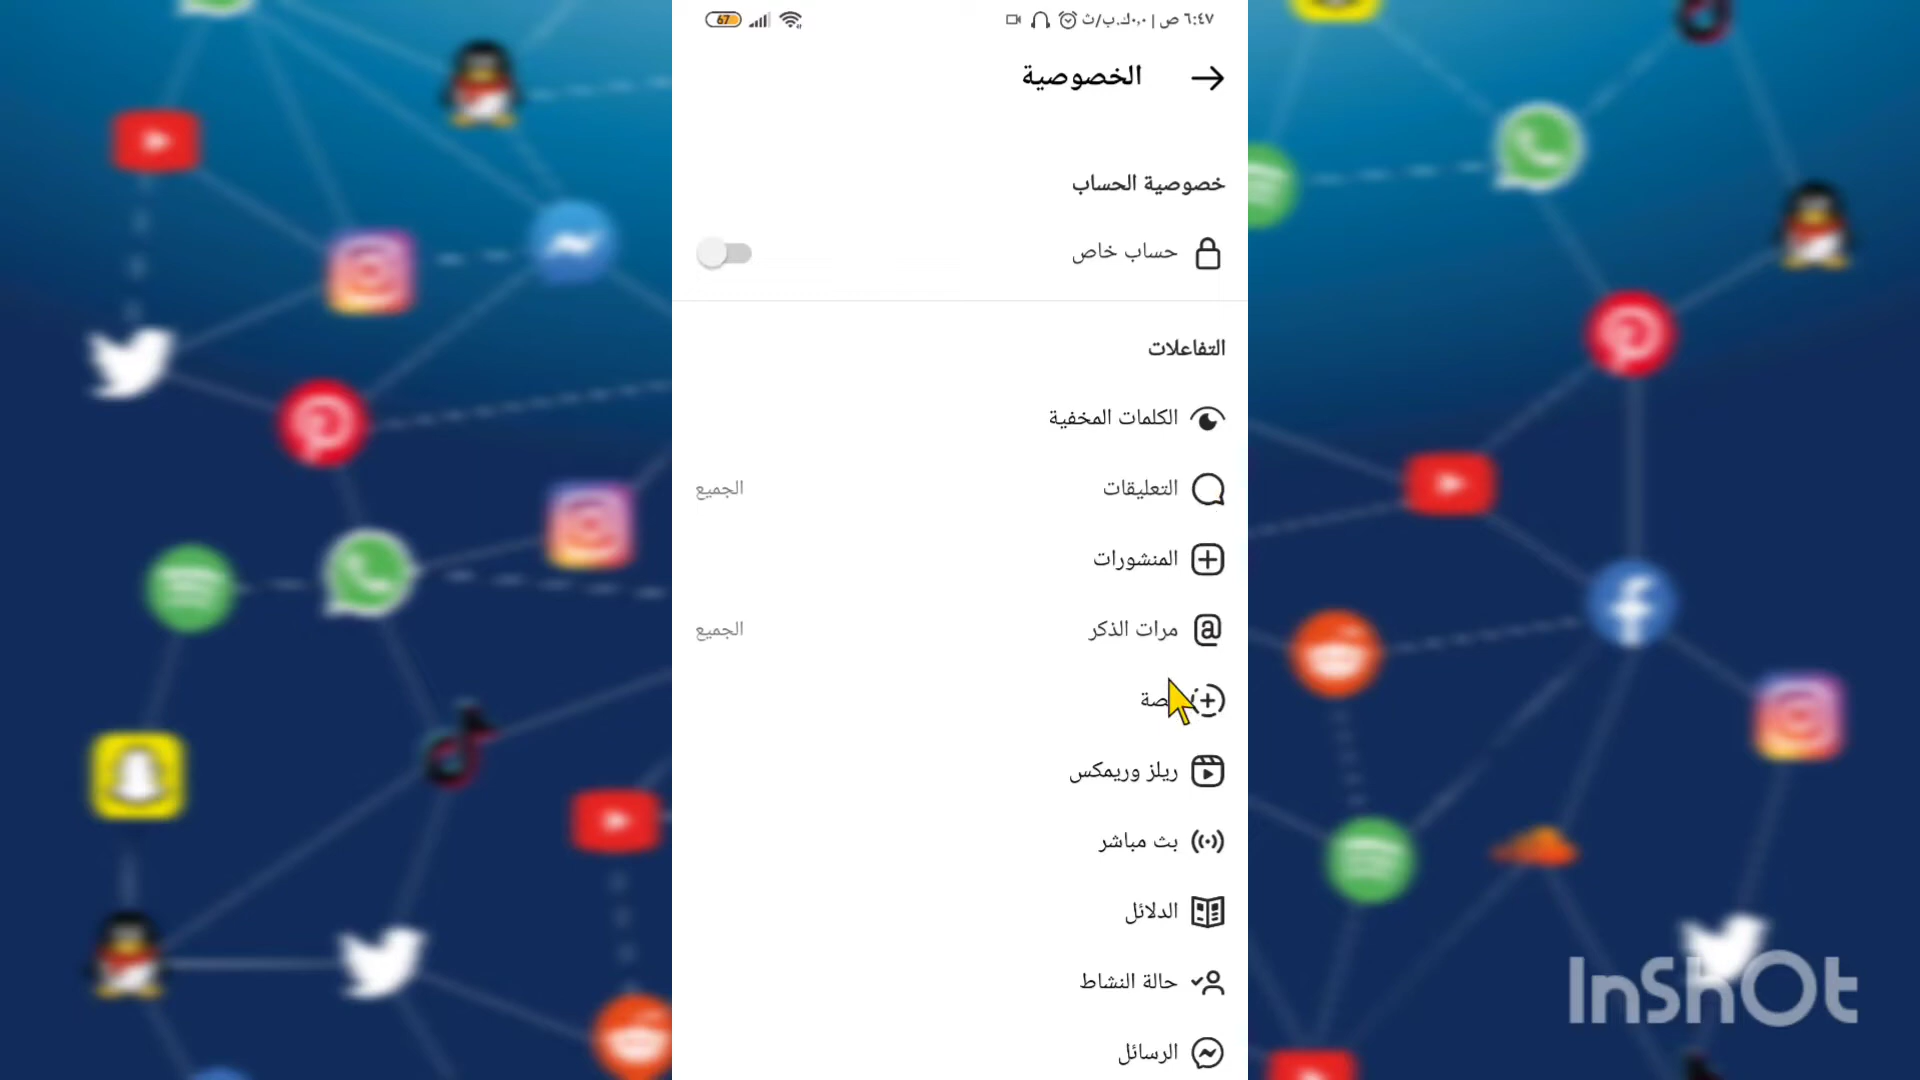 ٦:٤٧ ص | ٠٫٠ك.ب/ث
67
الخصوصية
خصوصية الحساب
حساب خاص
التفاعلات
الكلمات المخفية
التعليقات
الجميع
المنشورات
مرات الذكر
الجميع
ريلز وريمكس
بث مباشر
الدلائل
حالة النشاط
الرسائل
InShOt